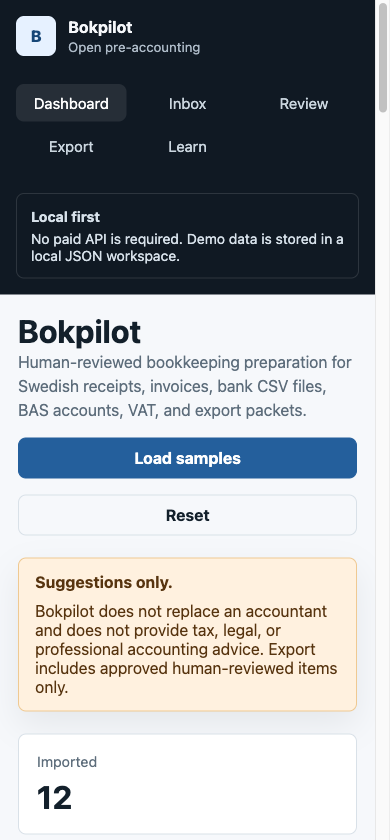 B
Bokpilot
Open pre-accounting
Dashboard
Inbox
Review
Export
Learn
Local first
No paid API is required. Demo data is stored in a
local JSON workspace.
Bokpilot
Human-reviewed bookkeeping preparation for
Swedish receipts, invoices, bank CSV files,
BAS accounts, VAT, and export packets.
Load samples
Reset
Suggestions only.
Bokpilot does not replace an accountant
and does not provide tax, legal, or
professional accounting advice. Export
includes approved human-reviewed items
only.
Imported
12